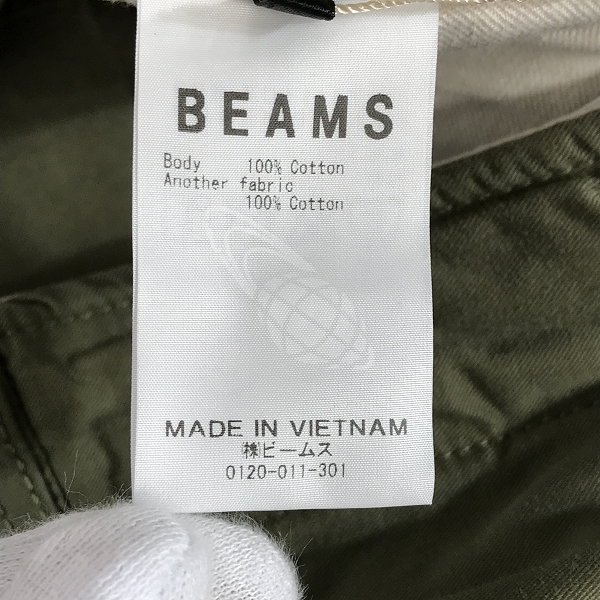 BEAMS
Body 100% Cotton
Another fabric
100% Cotton
MADE IN VIETNAM
㈱ビームス
0120-011-301